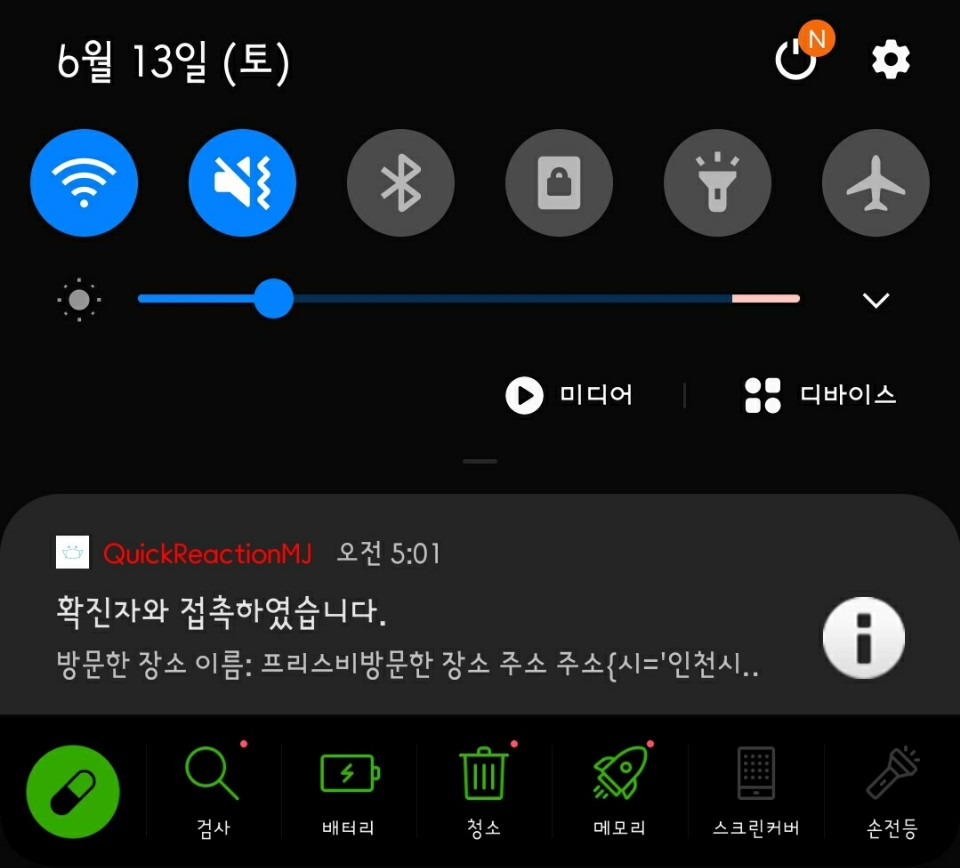 6월 13일 (토)
N
미디어 디바이스
QuickReactionMJ 오전 5:01
확진자와 접촉하였습니다.
방문한 장소 이름: 프리스비방문한 장소 주소 주소{시='인천시..
검사 배터리 청소 메모리 스크린커버 손전등